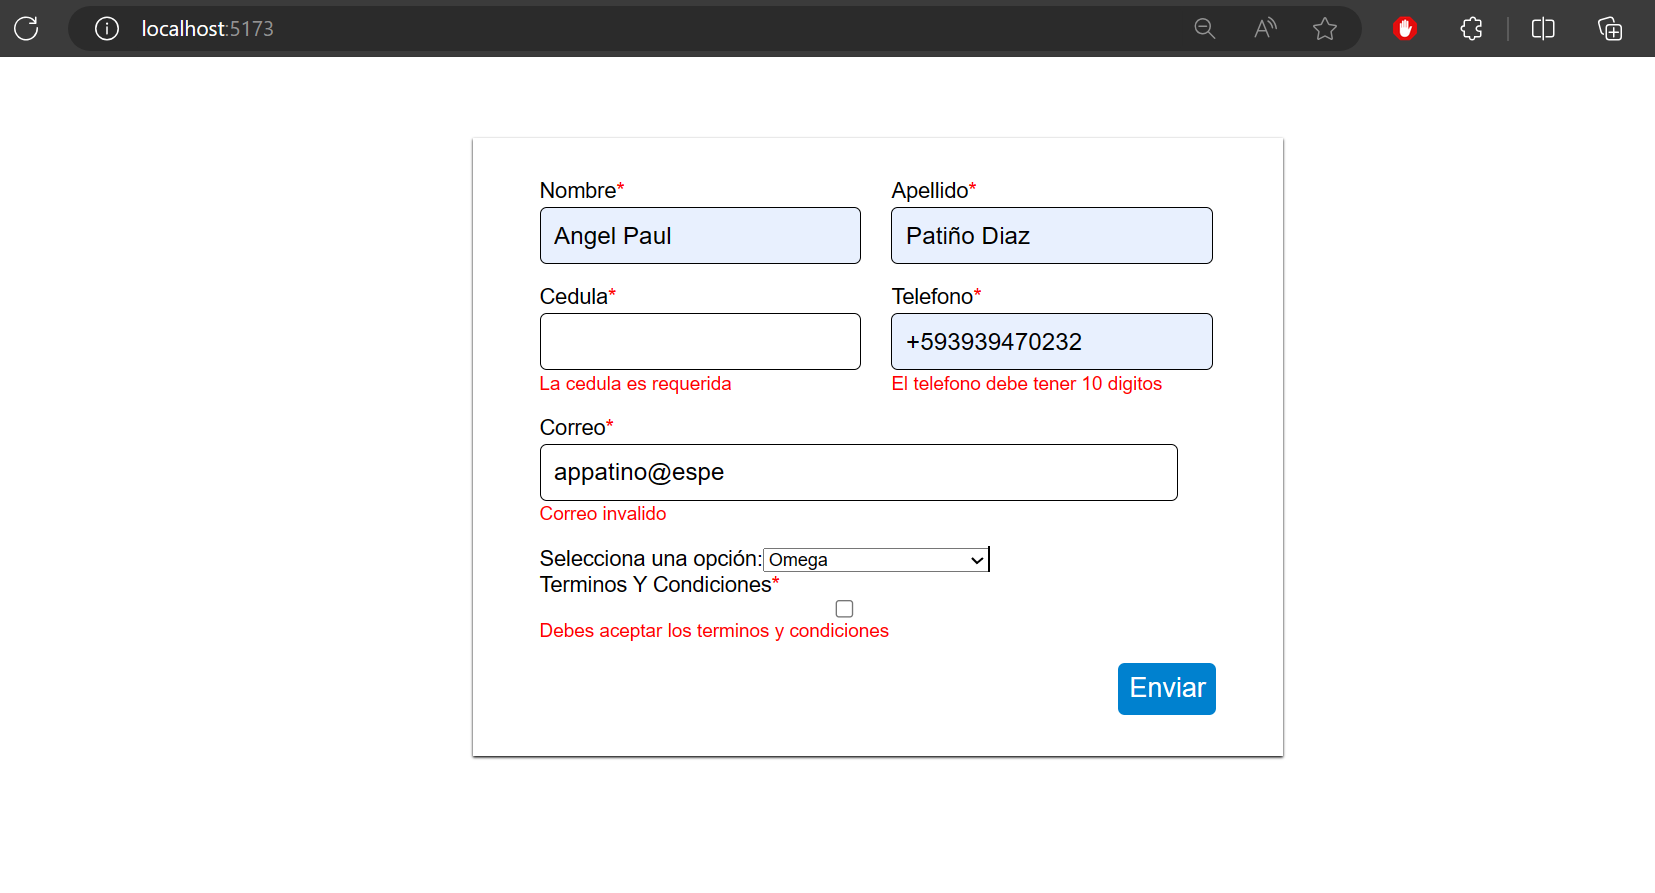 localhost:5173
Nombre* Apellido*
Angel Paul Patiño Diaz
Cedula* Telefono*
+593939470232
La cedula es requerida El telefono debe tener 10 digitos
Correo*
appatino@espe
Correo invalido
Selecciona una opción: Omega
Terminos Y Condiciones*
Debes aceptar los terminos y condiciones
Enviar